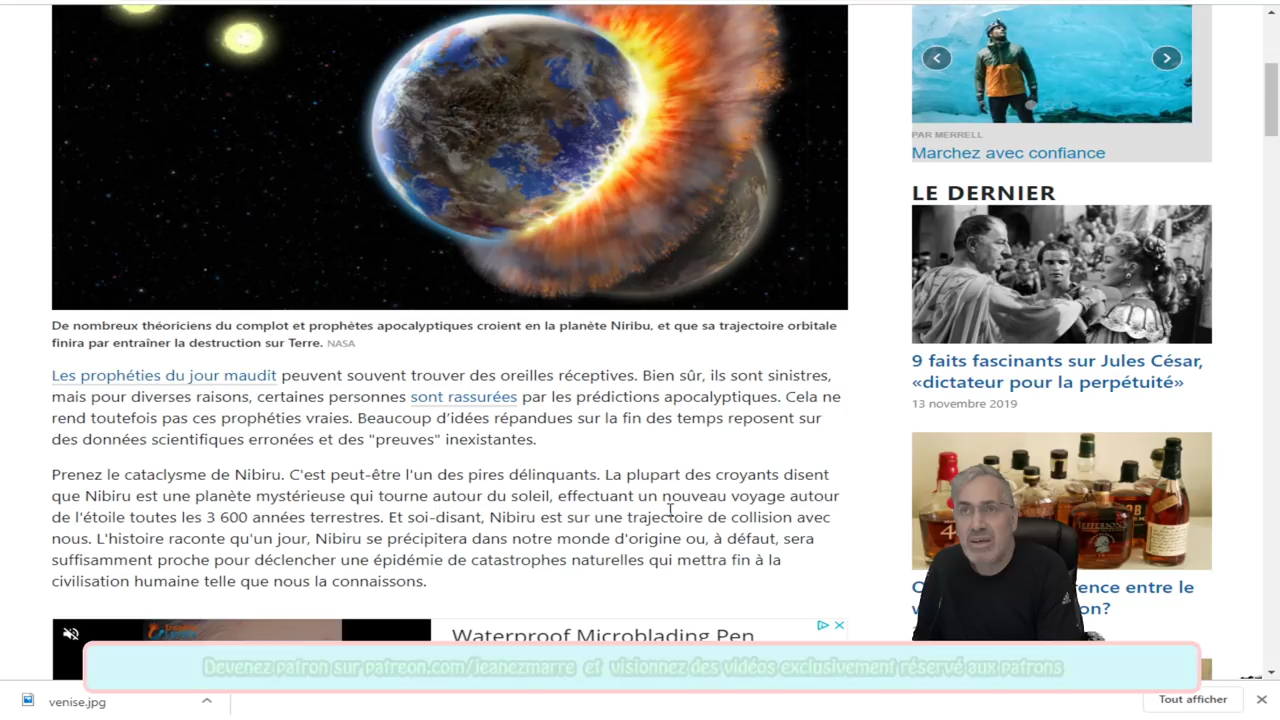 De nombreux théoriciens du complot et prophètes apocalyptiques croient en la planète Niribu, et que sa trajectoire orbitale
finira par entraîner la destruction sur Terre. NASA
Les prophéties du jour maudit peuvent souvent trouver des oreilles réceptives. Bien sûr, ils sont sinistres,
mais pour diverses raisons, certaines personnes sont rassurées par les prédictions apocalyptiques. Cela ne
rend toutefois pas ces prophéties vraies. Beaucoup d'idées répandues sur la fin des temps reposent sur
des données scientifiques erronées et des "preuves" inexistantes.
Prenez le cataclysme de Nibiru. C'est peut-être l'un des pires délinquants. La plupart des croyants disent
que Nibiru est une planète mystérieuse qui tourne autour du soleil, effectuant un nouveau voyage autour
de l'étoile toutes les 3 600 années terrestres. Et soi-disant, Nibiru est sur une trajectoire de collision avec
nous. L'histoire raconte qu'un jour, Nibiru se précipitera dans notre monde d'origine ou, à défaut, sera
suffisamment proche pour déclencher une épidémie de catastrophes naturelles qui mettra fin à la
civilisation humaine telle que nous la connaissons.
Waterproof Microblading Pen
PAR MERRELL
Marchez avec confiance
LE DERNIER
9 faits fascinants sur Jules César,
«dictateur pour la perpétuité»
13 novembre 2019
JEFFERSON'S
entre le
Devenez patron sur patreon.com/Jeanezmarre et visionnez des vidéos exclusivement réservé aux patrons
venise.jpg
Tout afficher